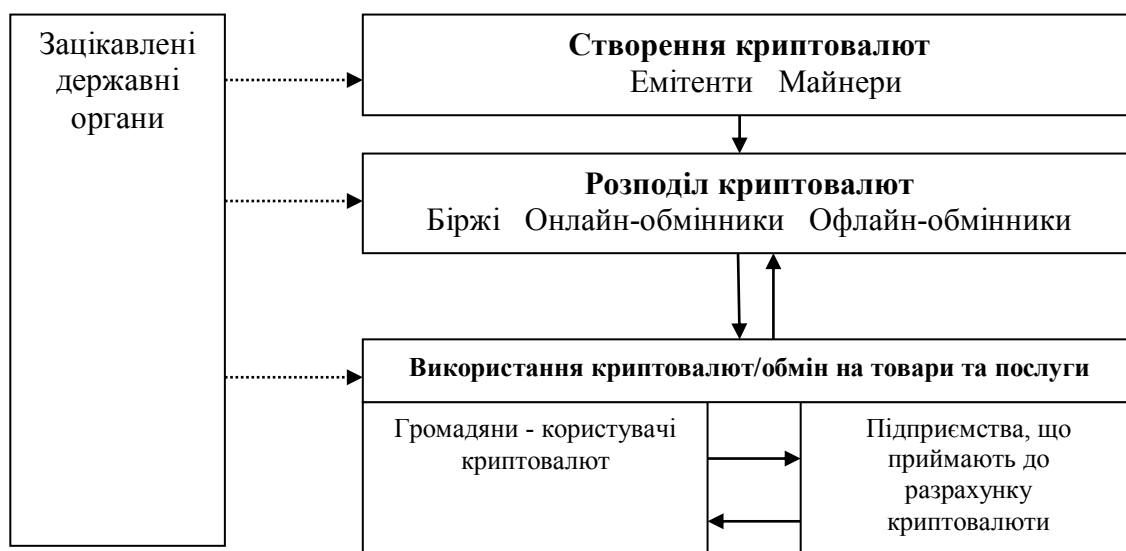 Зацікавлені
державні
органи
Створення криптовалют
Емітенти Майнери
Розподіл криптовалют
Біржі Онлайн-обмінники Офлайн-обмінники
Використання криптовалют/обмін на товари та послуги
Громадяни - користувачі
криптовалют
Підприємства, що
приймають до
разрахунку
криптовалюти